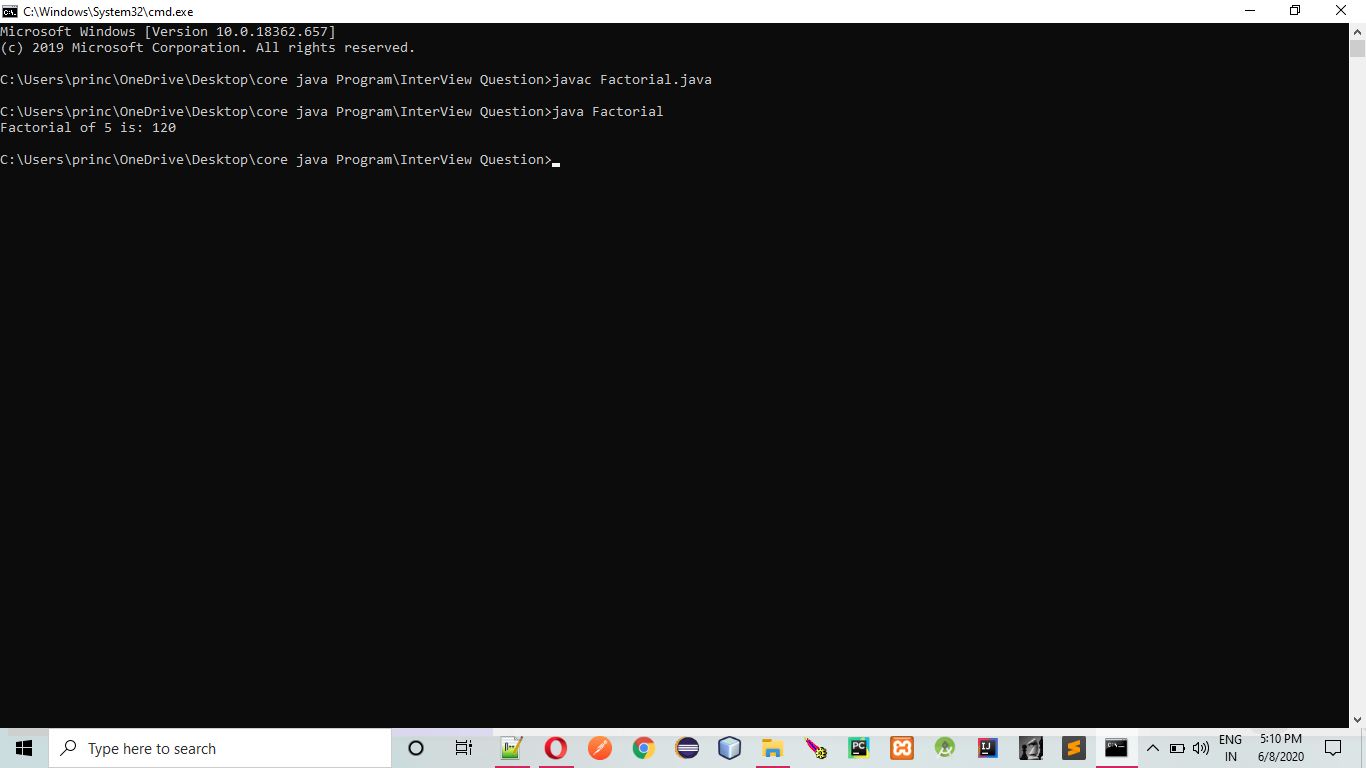 C:\Windows\System32\cmd.exe
Microsoft Windows [Version 10.0.18362.657]
(c) 2019 Microsoft Corporation. All rights reserved.
C:\Users\princ\OneDrive\Desktop\core java Program\InterView Question>javac Factorial.java
C:\Users\princ\OneDrive\Desktop\core java Program\InterView Question>java Factorial
Factorial of 5 is: 120
C:\Users\princ\OneDrive\Desktop\core java Program\InterView Question>
Type here to search
PC
IJ
ENG
IN
5:10 PM
6/8/2020